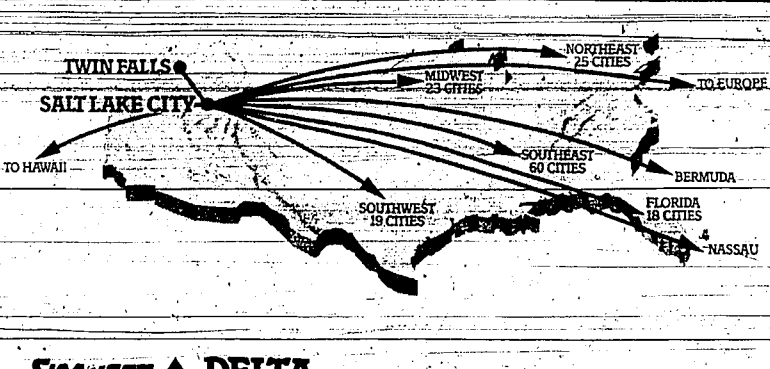 TWIN FALLS
SALT LAKE CITY
NORTHEAST
25 CITIES
MIDWEST
23 CITIES
TO EUROPE
TO HAWAII
SOUTHEAST
60 CITIES
BERMUDA
SOUTHWEST
19 CITIES
FLORIDA
18 CITIES
NASSAU
DELTA